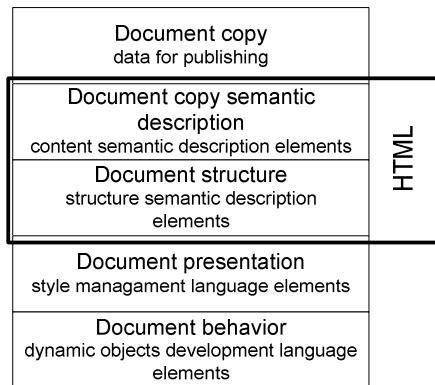 Document copy
data for publishing
Document copy semantic
description
content semantic description elements
Document structure
structure semantic description
elements
HTML
Document presentation
style managament language elements
Document behavior
dynamic objects development language
elements